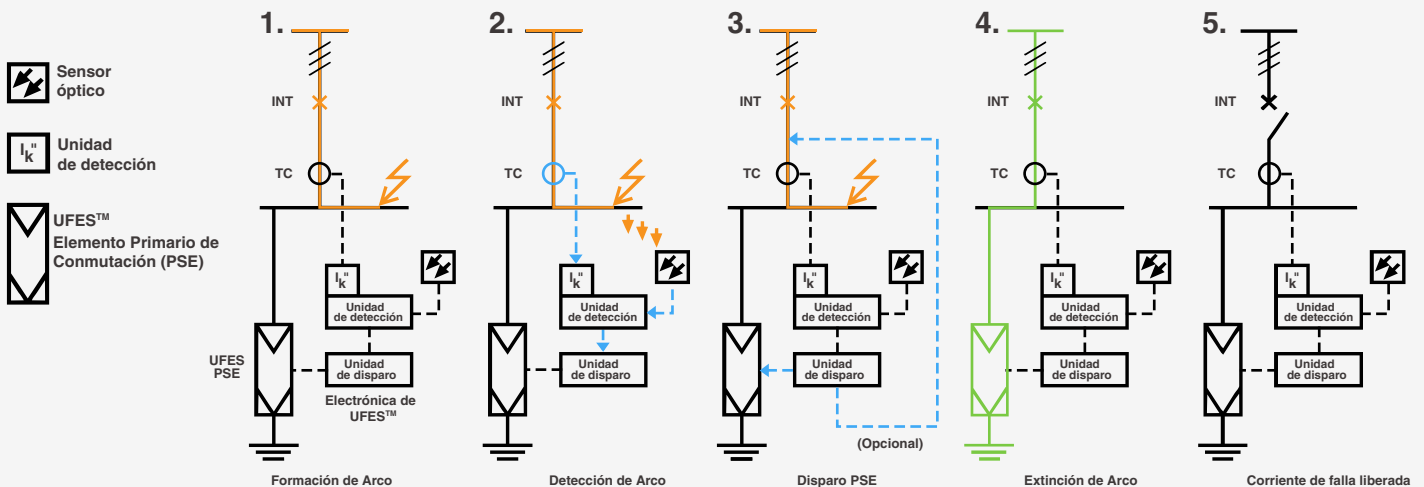 Sensor
óptico
I"k
Unidad
de detección
UFES™
Elemento Primario de
Conmutación (PSE)
1.
INT
TC
I"k
Unidad
de detección
UFES
PSE
Unidad
de disparo
Electrónica de
UFES™
Formación de Arco
2.
INT
TC
I"k
Unidad
de detección
Unidad
de disparo
Detección de Arco
3.
INT
TC
I"k
Unidad
de detección
Unidad
de disparo
(Opcional)
Disparo PSE
4.
INT
TC
I"k
Unidad
de detección
Unidad
de disparo
Extinción de Arco
5.
INT
TC
I"k
Unidad
de detección
Unidad
de disparo
Corriente de falla liberada